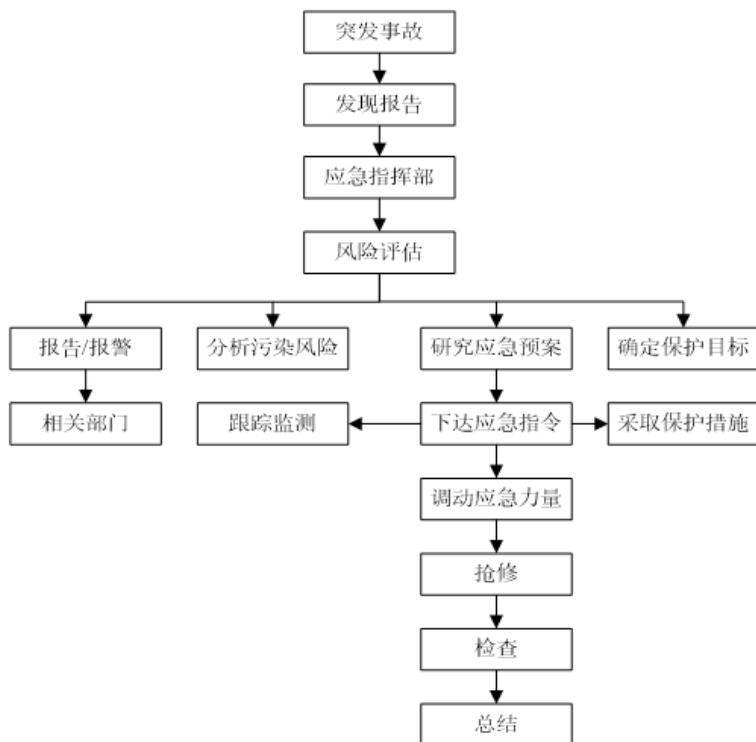 突发事故
发现报告
应急指挥部
风险评估
报告/报警
分析污染风险
研究应急预案
确定保护目标
相关部门
跟踪监测
下达应急指令
采取保护措施
调动应急力量
抢修
检查
总结